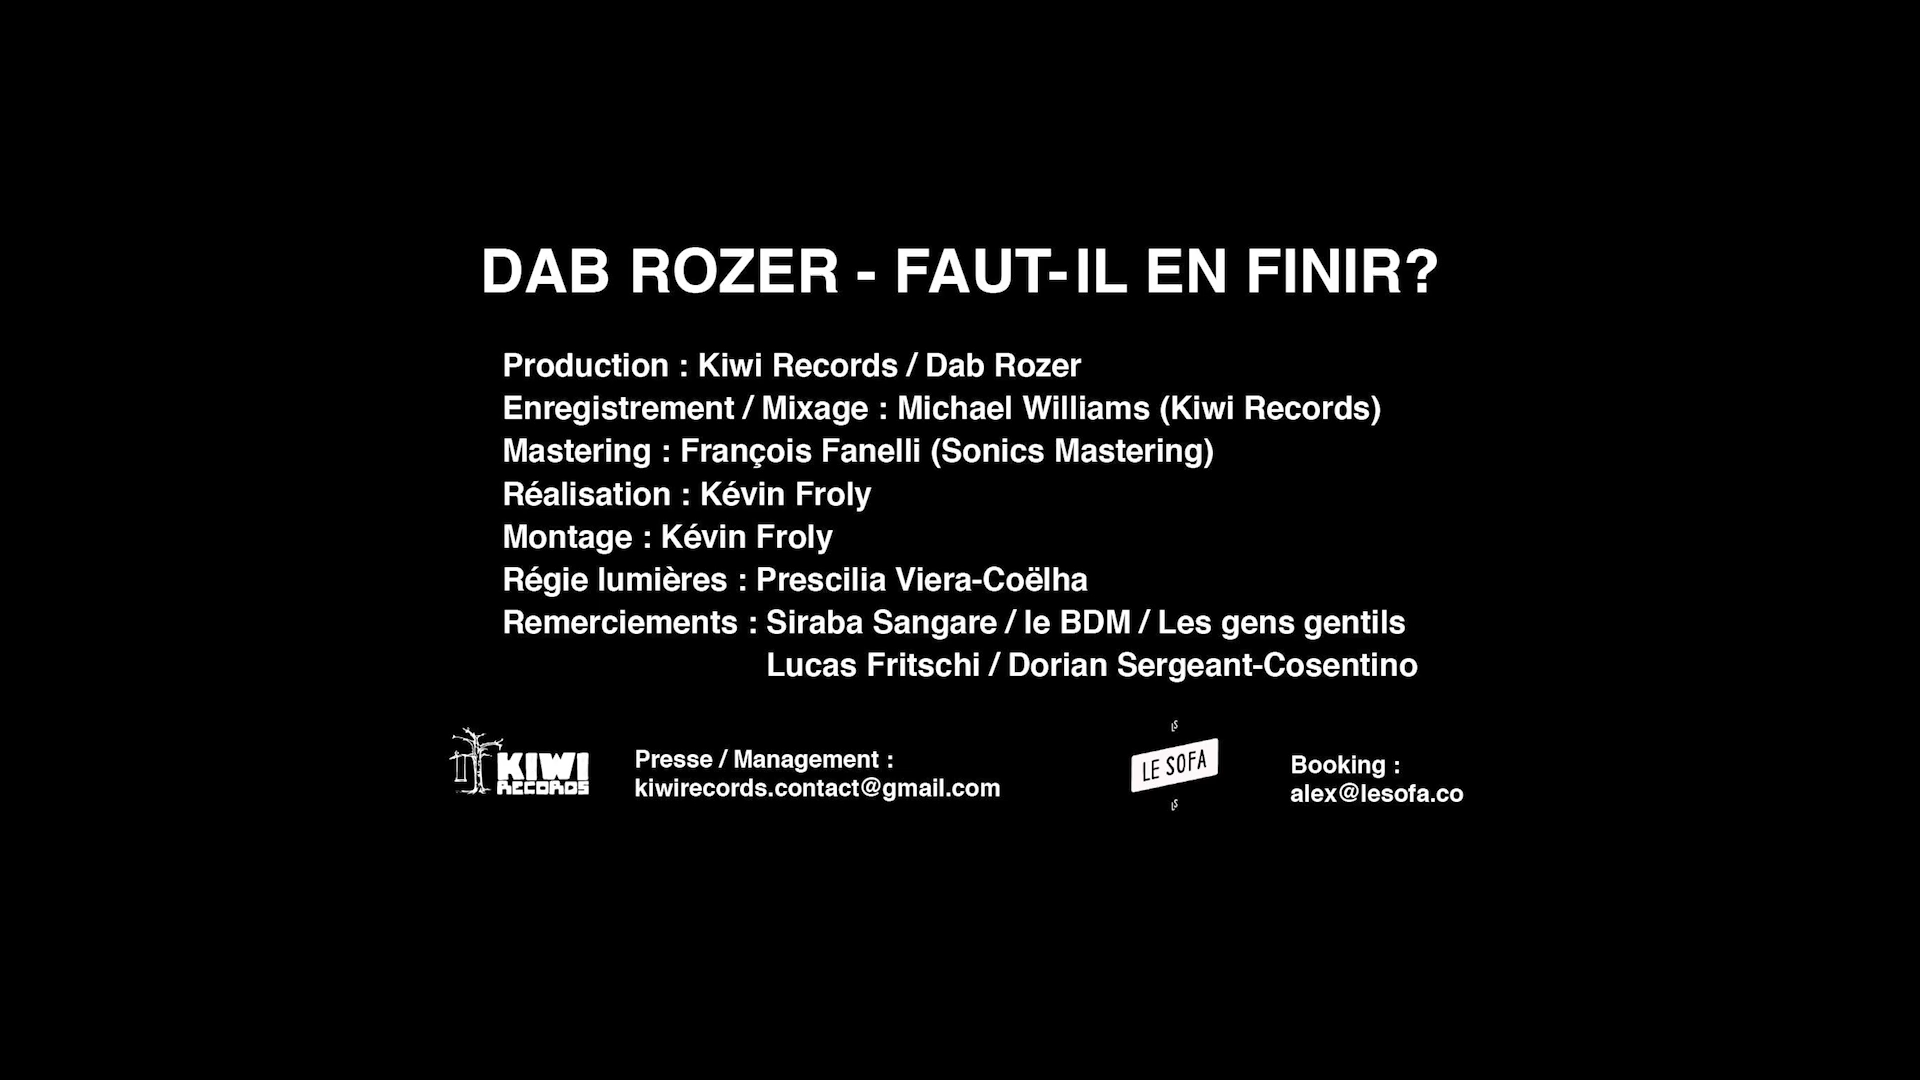 DAB ROZER - FAUT-IL EN FINIR?
Production : Kiwi Records / Dab Rozer
Enregistrement / Mixage : Michael Williams (Kiwi Records)
Mastering : François Fanelli (Sonics Mastering)
Réalisation : Kévin Froly
Montage : Kévin Froly
Régie lumières : Prescilia Viera-Coëlha
Remerciements : Siraba Sangare / le BDM / Les gens gentils
Lucas Fritschi / Dorian Sergeant-Cosentino
KIWI
RECORDS
Presse / Management :
kiwirecords.contact@gmail.com
LS
LE SOFA
LS
Booking :
alex@lesofa.co